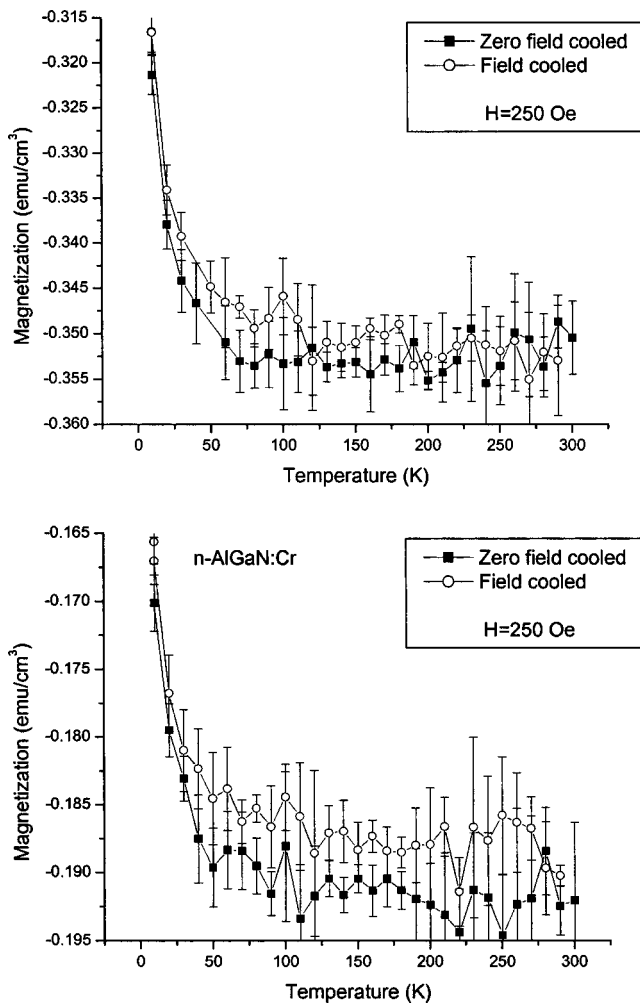 -0.315
-0.320
-0.325
-0.330
-0.335
-0.340
-0.345
-0.350
-0.355
-0.360
Magnetization (emu/cm³)
Zero field cooled
Field cooled
H=250 Oe
0 50 100 150 200 250 300
Temperature (K)
-0.165
-0.170
-0.175
-0.180
-0.185
-0.190
-0.195
Magnetization (emu/cm³)
n-AlGaN:Cr
Zero field cooled
Field cooled
H=250 Oe
0 50 100 150 200 250 300
Temperature (K)